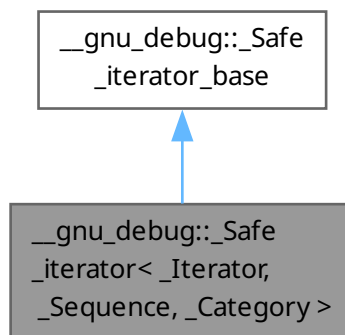 __gnu_debug::_Safe
_iterator_base
__gnu_debug::_Safe
_iterator< _Iterator,
_Sequence, _Category >